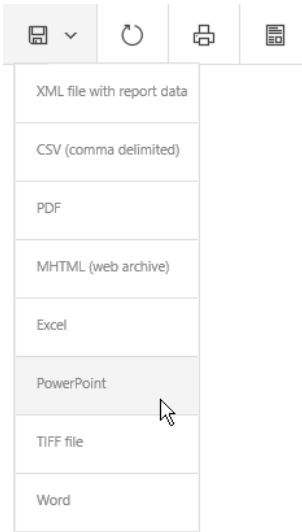 XML file with report data
CSV (comma delimited)
PDF
MHTML (web archive)
Excel
PowerPoint
TIFF file
Word